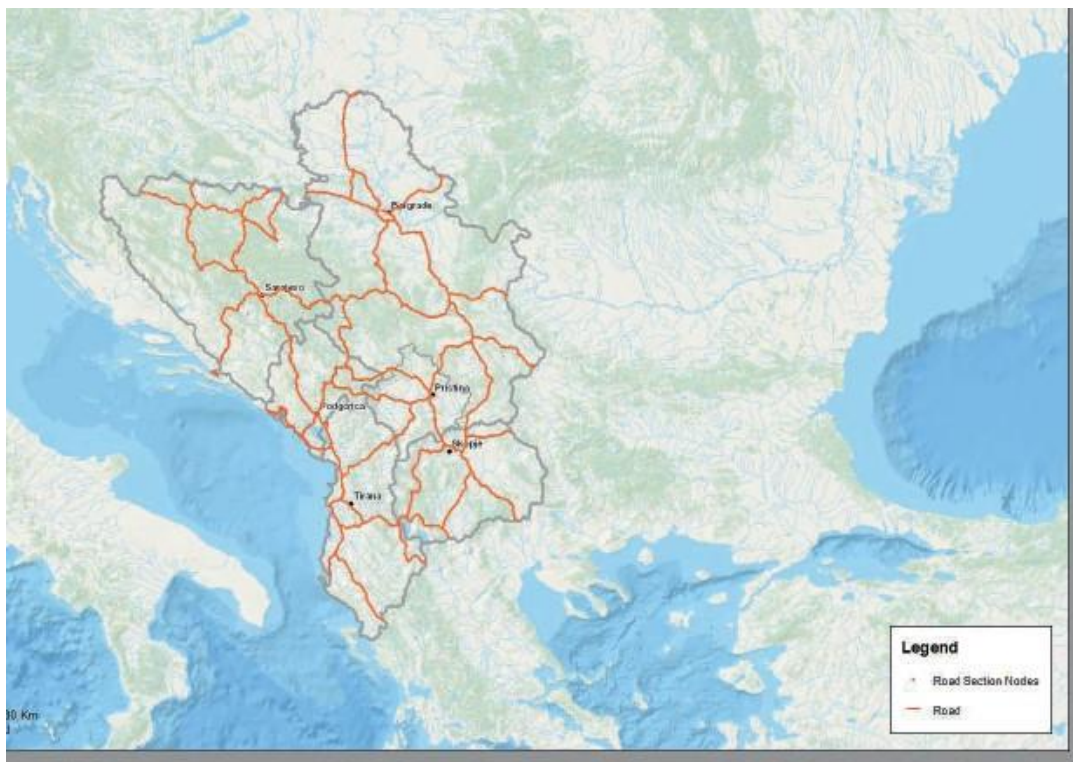 Belgrade
Sarajevo
Pristina
Podgorica
Skopje
Tirana
Legend
Road Section Nodes
Road
Km